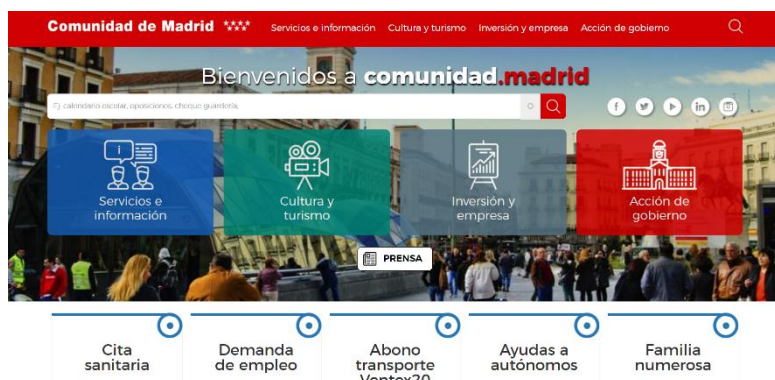 Comunidad de Madrid
Servicios e información Cultura y turismo Inversión y empresa Acción de gobierno
Bienvenidos a comunidad.madrid
Ej: calendario escolar, oposiciones, cheque guardería,
Servicios e
información
Cultura y
turismo
Inversión y
empresa
Acción de
gobierno
PRENSA
Cita
sanitaria
Demanda
de empleo
Abono
transporte
Ayudas a
autónomos
Familia
numerosa